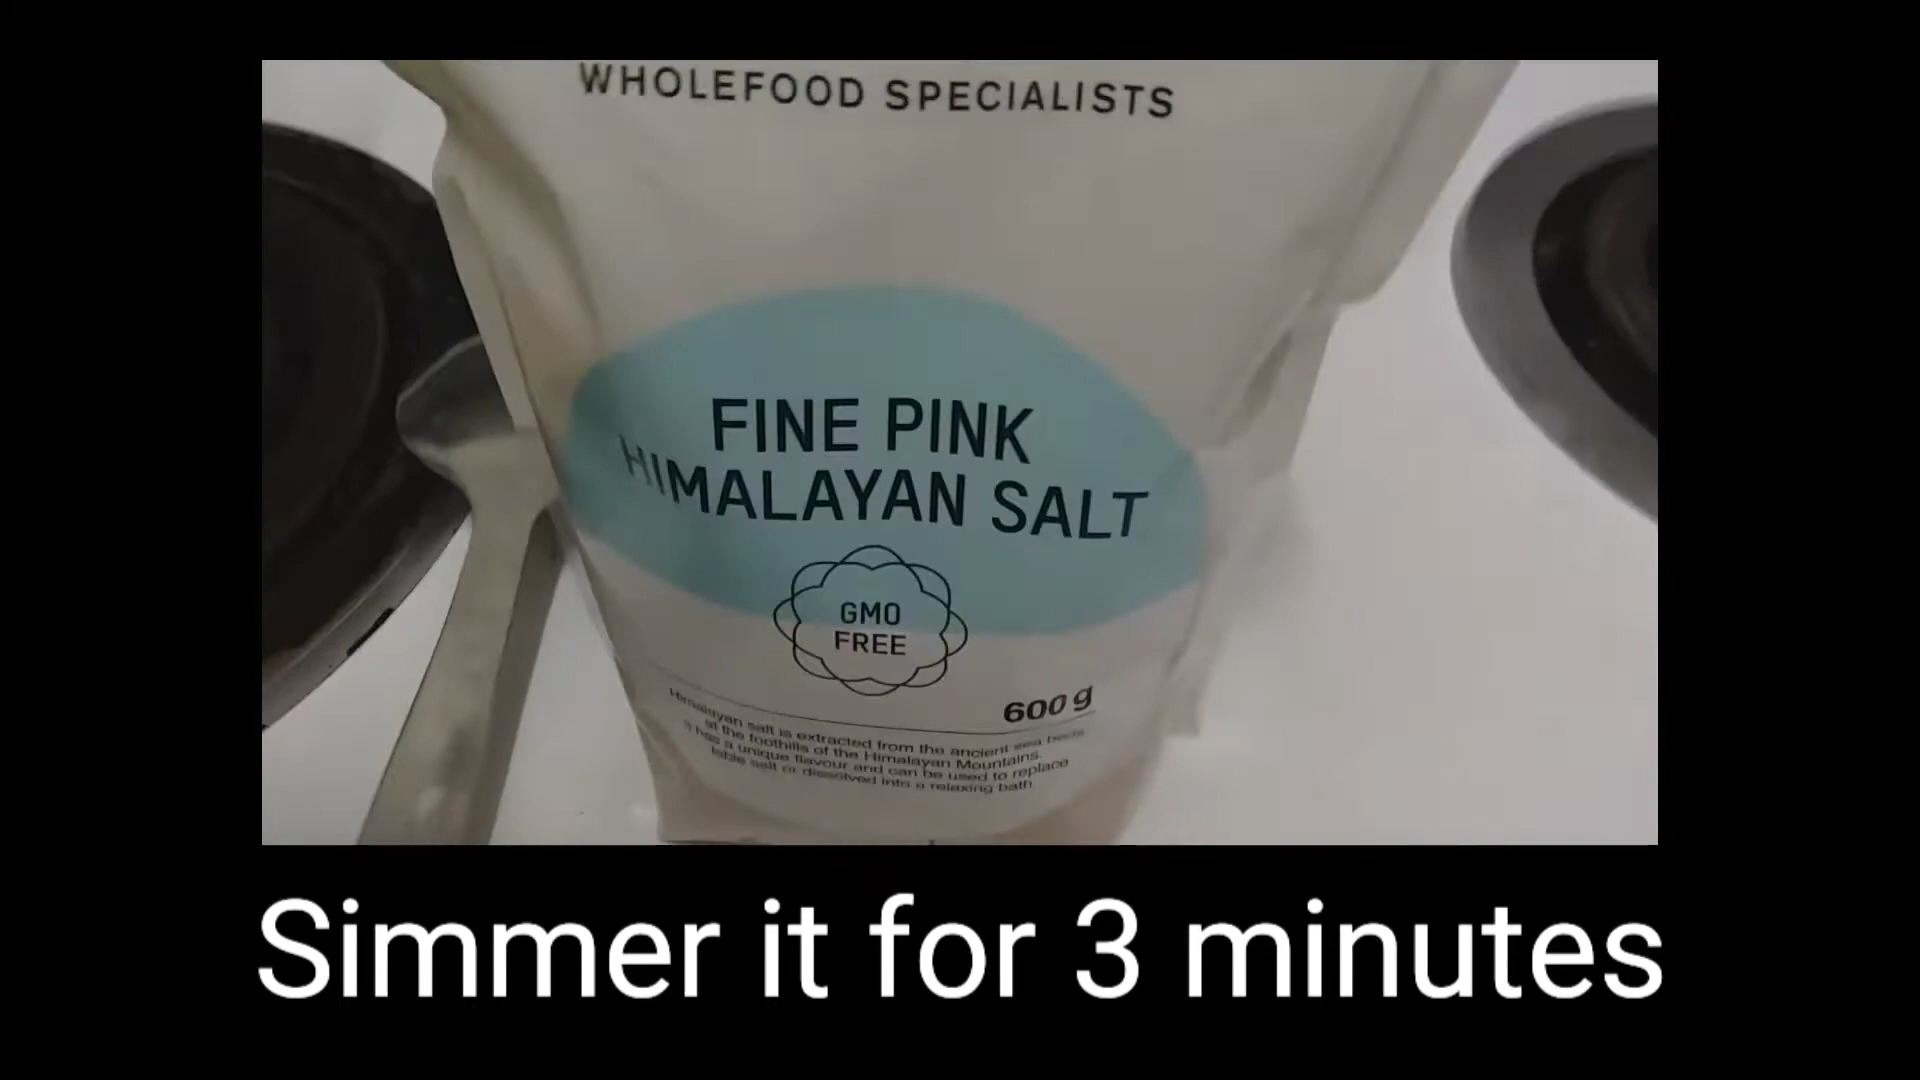 WHOLEFOOD SPECIALISTS
FINE PINK
HIMALAYAN SALT
GMO
FREE
600 g
Himalayan salt is extracted from the ancient sea beds
at the foothills of the Himalayan Mountains.
It has a unique flavour and can be used to replace
table salt or dissolved into a relaxing bath
Simmer it for 3 minutes